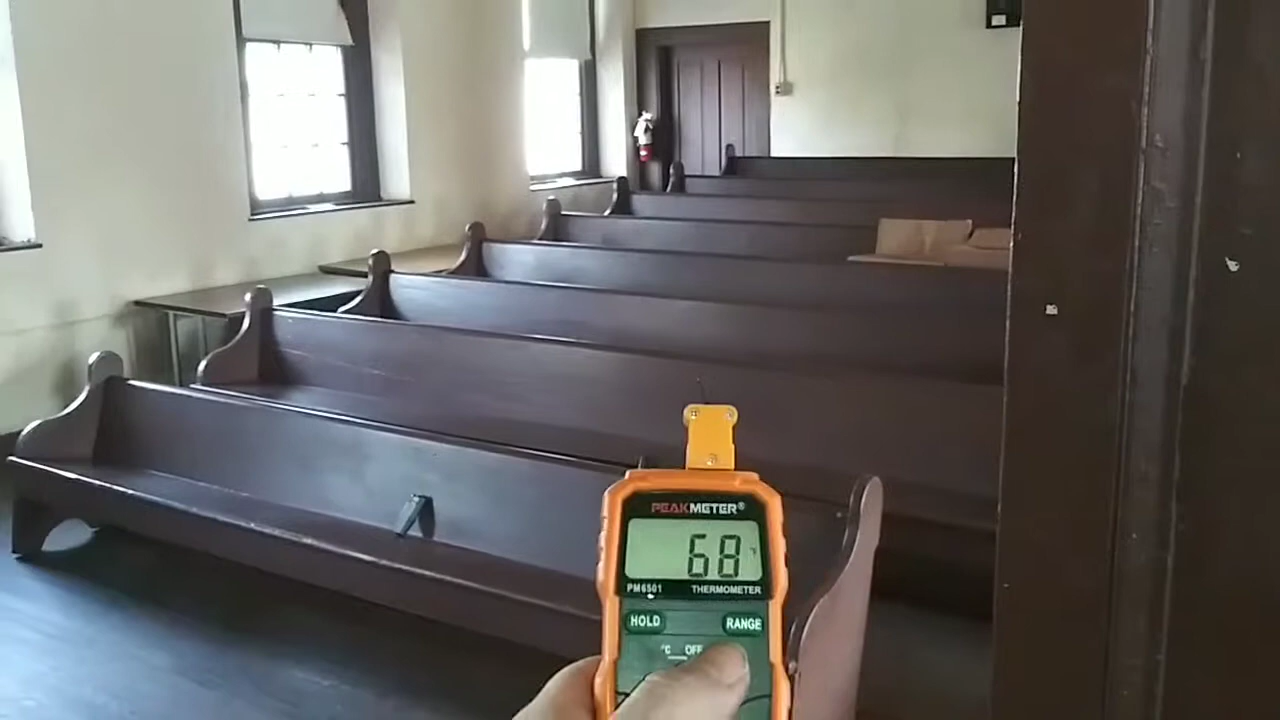 PEAKMETER®
68 °F
PM6501 THERMOMETER
HOLD RANGE
°C OFF